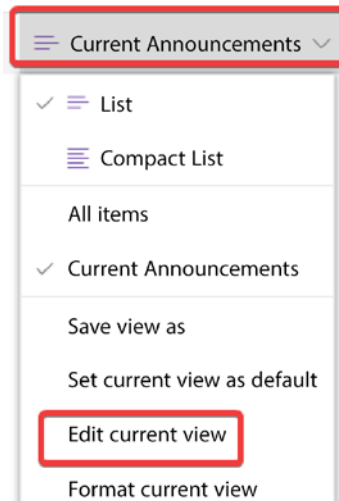 Current Announcements
List
Compact List
All items
Current Announcements
Save view as
Set current view as default
Edit current view
Format current view